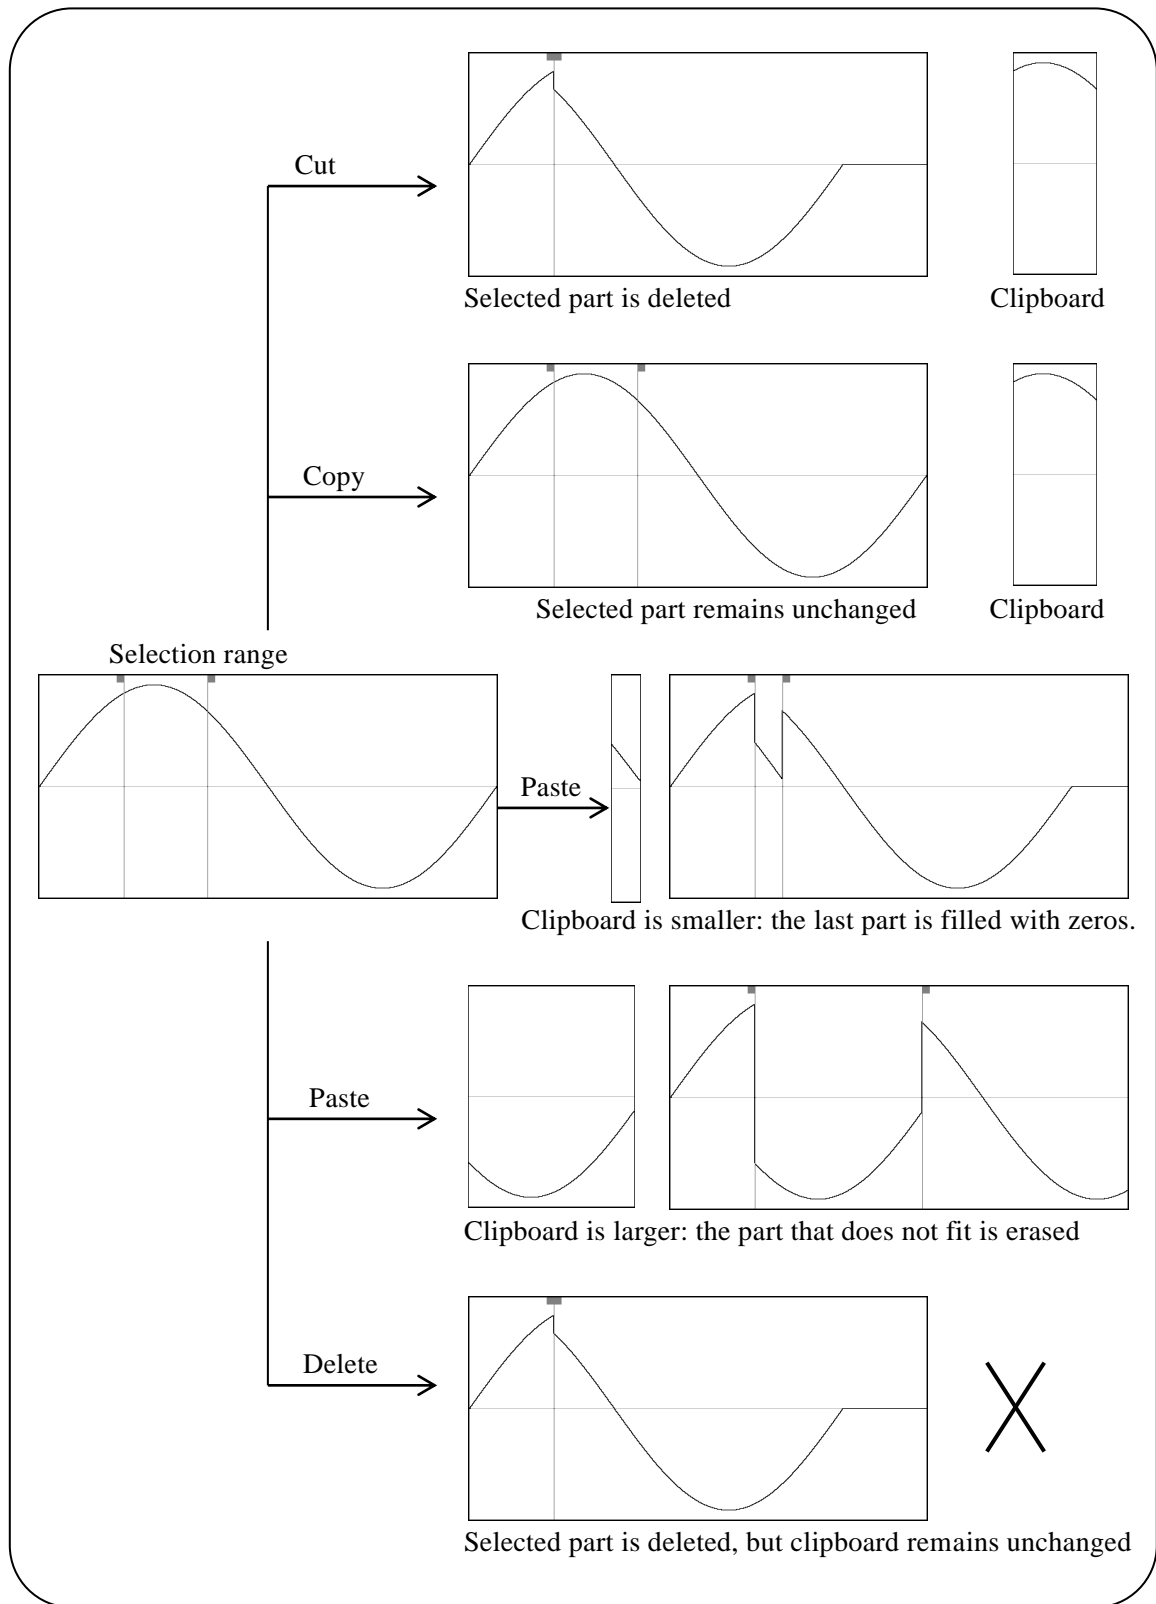 Cut
Selected part is deleted
Clipboard
Copy
Selected part remains unchanged
Clipboard
Selection range
Paste
Clipboard is smaller: the last part is filled with zeros.
Paste
Clipboard is larger: the part that does not fit is erased
Delete
Selected part is deleted, but clipboard remains unchanged